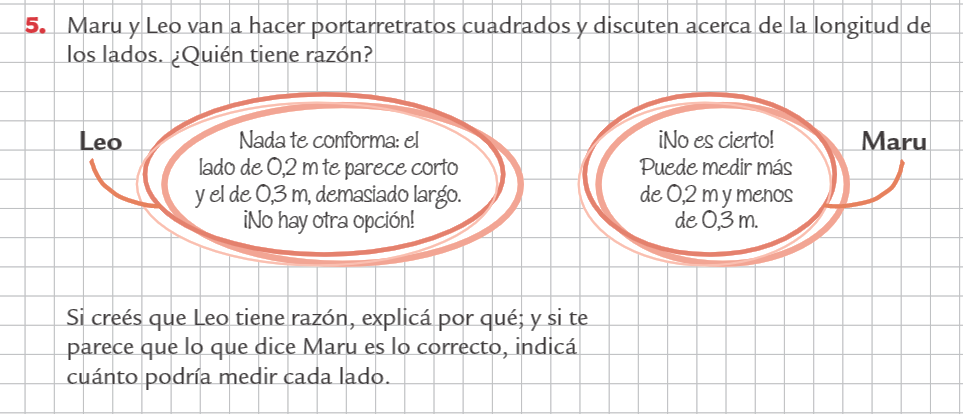 5. Maru y Leo van a hacer portarretratos cuadrados y discuten acerca de la longitud de
los lados. ¿Quién tiene razón?
Leo
Nada te conforma: el
lado de 0,2 m te parece corto
y el de 0,3 m, demasiado largo.
¡No hay otra opción!
¡No es cierto!
Puede medir más
de 0,2 m y menos
de 0,3 m.
Maru
Si creés que Leo tiene razón, explicá por qué; y si te
parece que lo que dice Maru es lo correcto, indicá
cuánto podría medir cada lado.